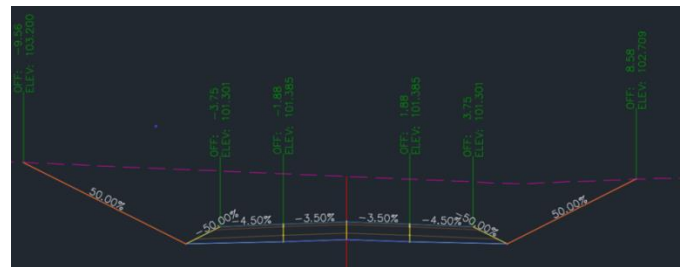 OFF: -9.56
ELEV: 103.200
OFF: -3.75
ELEV: 101.301
OFF: -1.88
ELEV: 101.385
OFF: 1.88
ELEV: 101.385
OFF: 3.75
ELEV: 101.301
OFF: 8.58
ELEV: 102.709
50.00%
-50.00%
-4.50%
-3.50%
-3.50%
-4.50%
-50.00%
50.00%